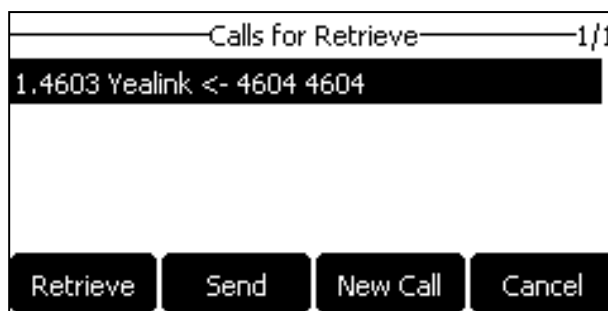 Calls for Retrieve 1/1
1.4603 Yealink <- 4604 4604
Retrieve Send New Call Cancel